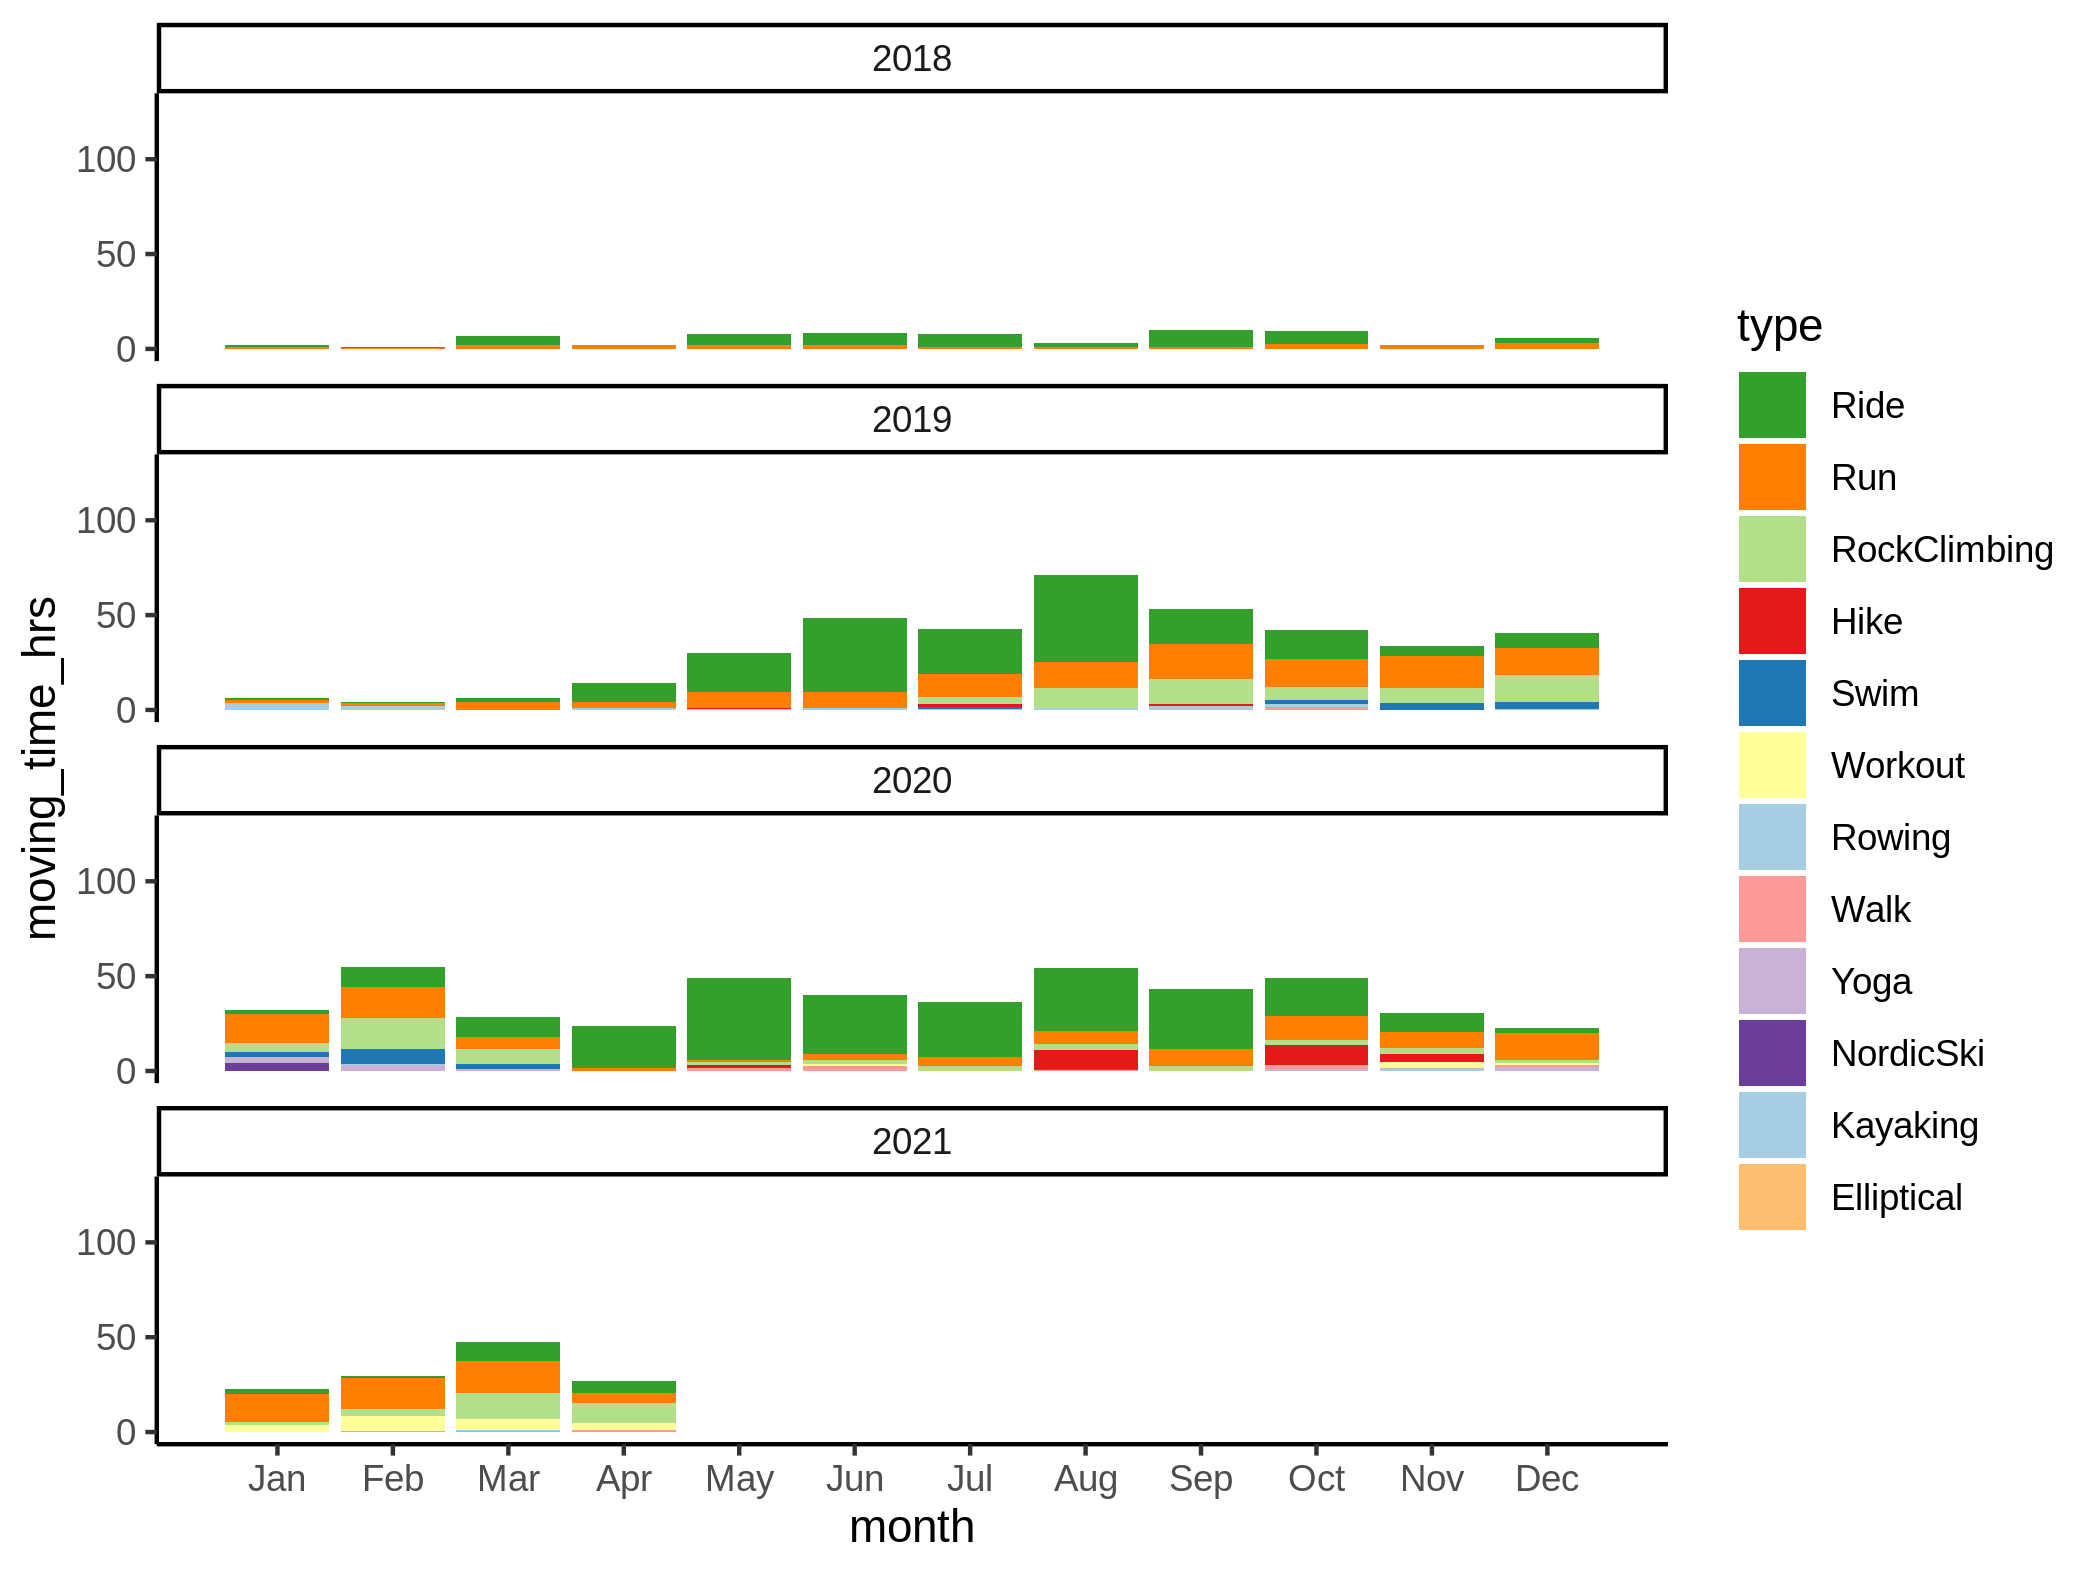 2018
100
50
0
2019
100
50
0
2020
100
50
0
2021
100
50
0
Jan Feb Mar Apr May Jun Jul Aug Sep Oct Nov Dec
month
moving_time_hrs
type
Ride
Run
RockClimbing
Hike
Swim
Workout
Rowing
Walk
Yoga
NordicSki
Kayaking
Elliptical